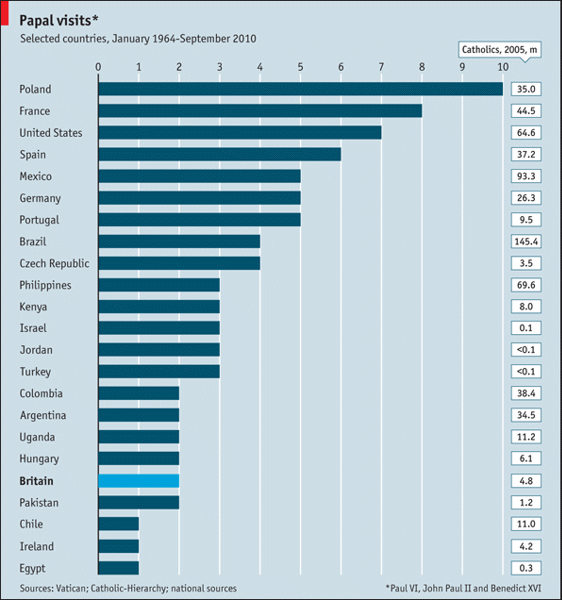 Papal visits*
Selected countries, January 1964-September 2010
Catholics, 2005, m
0 1 2 3 4 5 6 7 8 9 10
Poland 35.0
France 44.5
United States 64.6
Spain 37.2
Mexico 93.3
Germany 26.3
Portugal 9.5
Brazil 145.4
Czech Republic 3.5
Philippines 69.6
Kenya 8.0
Israel 0.1
Jordan <0.1
Turkey <0.1
Colombia 38.4
Argentina 34.5
Uganda 11.2
Hungary 6.1
Britain 4.8
Pakistan 1.2
Chile 11.0
Ireland 4.2
Egypt 0.3
Sources: Vatican; Catholic-Hierarchy; national sources *Paul VI, John Paul II and Benedict XVI